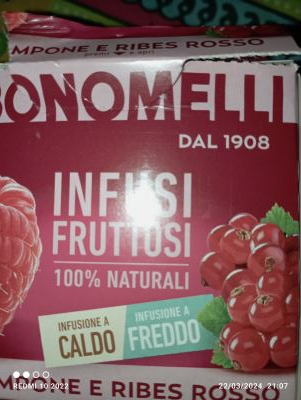 MPONE E RIBES ROSSO
BONOMELLI
DAL 1908
INFUSI
FRUTTOSI
100% NATURALI
INFUSIONE A
CALDO
INFUSIONE A
FREDDO
REDMI 10 2022
22/03/2024 21:07
MPONE E RIBES ROSSO